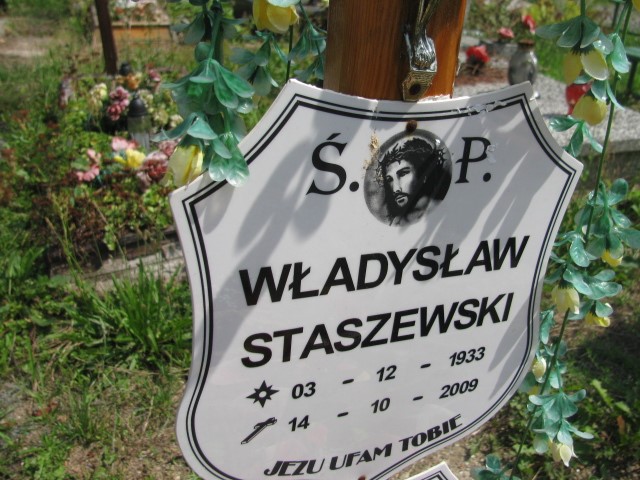 Ś. P.
WŁADYSŁAW
STASZEWSKI
03 - 12 - 1933
14 - 10 - 2009
JEZU UFAM TOBIE